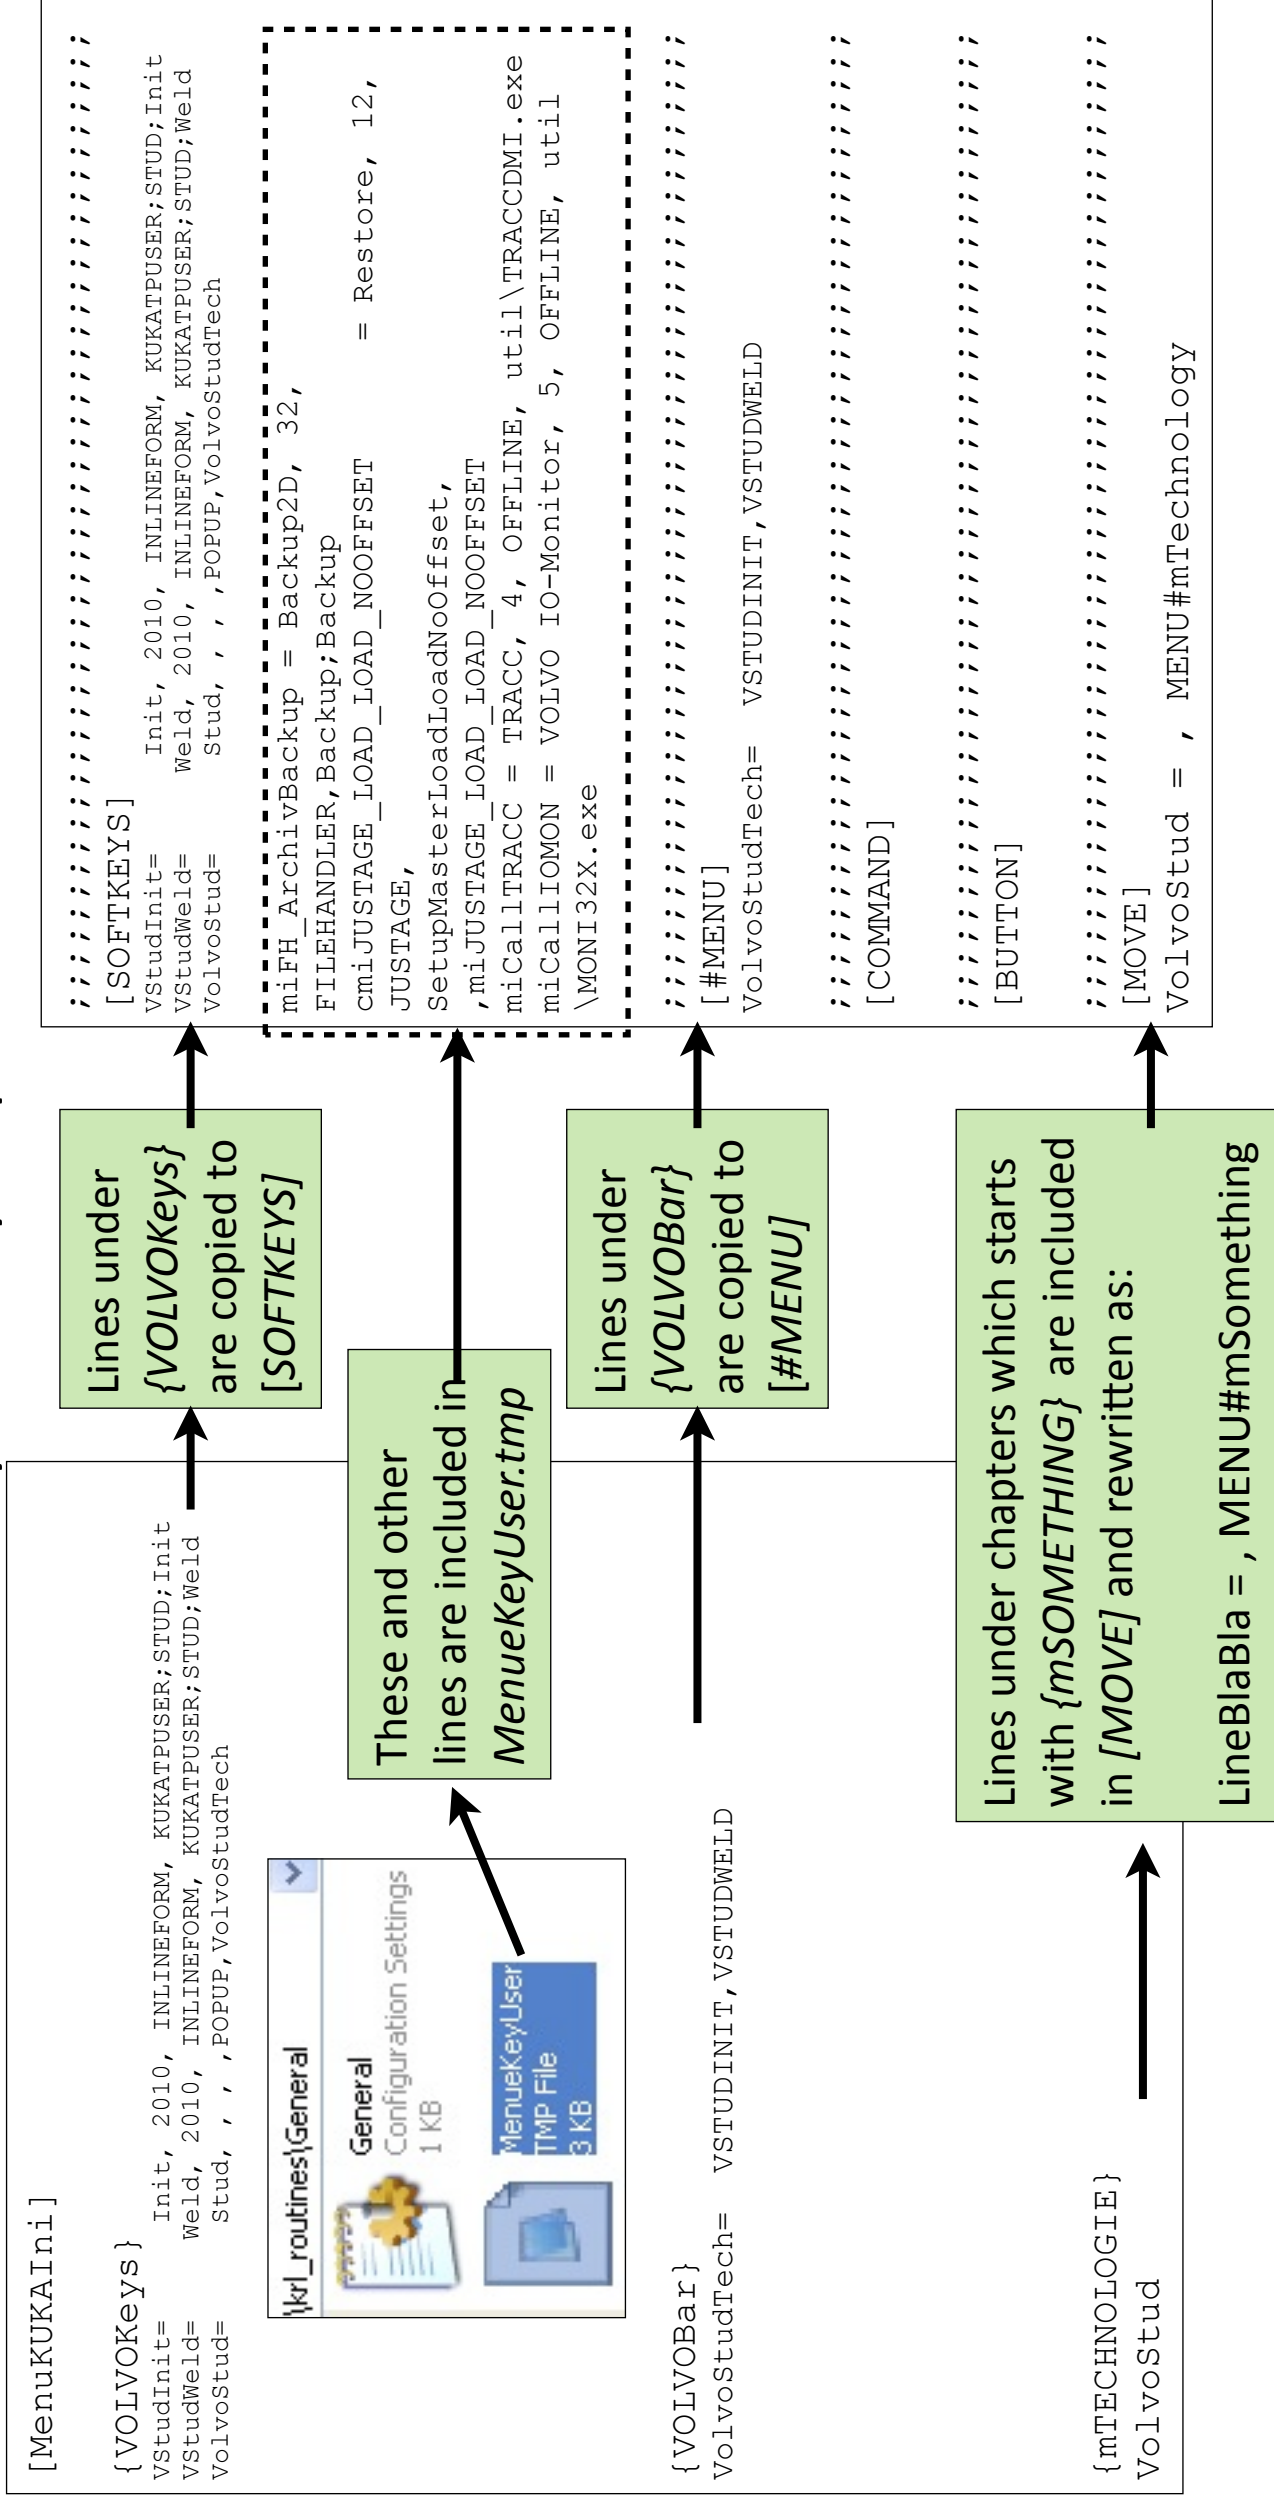 [MenuKUKAIni]
{VOLVOKeys}
VStudInit= Init, 2010, INLINEFORM, KUKATPUSER;STUD;Init
VStudWeld= Weld, 2010, INLINEFORM, KUKATPUSER;STUD;Weld
VolvoStud= Stud, , , ,POPUP,VolvoStudTech
\krl_routines\General
General
Configuration Settings
1 KB
MenueKeyUser
TMP File
3 KB
{VOLVOBar}
VolvoStudTech= VSTUDINIT,VSTUDWELD
{mTECHNOLOGIE}
VolvoStud
Lines under
{VOLVOKeys}
are copied to
[SOFTKEYS]
These and other
lines are included in
MenueKeyUser.tmp
Lines under
{VOLVOBar}
are copied to
[#MENU]
Lines under chapters which starts
with {mSOMETHING} are included
in [MOVE] and rewritten as:
LineBlaBla = , MENU#mSomething
;;;;;;;;;;;;;;;;;;;;;;;;;;;;;;;;;;;;;;;;;;;;;;
[SOFTKEYS]
VStudInit= Init, 2010, INLINEFORM, KUKATPUSER;STUD;Init
VStudWeld= Weld, 2010, INLINEFORM, KUKATPUSER;STUD;Weld
VolvoStud= Stud, , , ,POPUP,VolvoStudTech
miFH_ArchivBackup = Backup2D, 32,
FILEHANDLER,Backup;Backup
cmiJUSTAGE_LOAD_LOAD_NOOFFSET = Restore, 12,
JUSTAGE,
SetupMasterLoadLoadNoOffset,
,miJUSTAGE_LOAD_LOAD_NOOFFSET
miCallTRACC = TRACC, 4, OFFLINE, util\TRACCDMI.exe
miCallIOMON = VOLVO IO-Monitor, 5, OFFLINE, util
\MONI32X.exe
;;;;;;;;;;;;;;;;;;;;;;;;;;;;;;;;;;;;;;;;;;;;;;
[#MENU]
VolvoStudTech= VSTUDINIT,VSTUDWELD
;;;;;;;;;;;;;;;;;;;;;;;;;;;;;;;;;;;;;;;;;;;;;;
[COMMAND]
;;;;;;;;;;;;;;;;;;;;;;;;;;;;;;;;;;;;;;;;;;;;;;
[BUTTON]
;;;;;;;;;;;;;;;;;;;;;;;;;;;;;;;;;;;;;;;;;;;;;;
[MOVE]
VolvoStud = , MENU#mTechnology